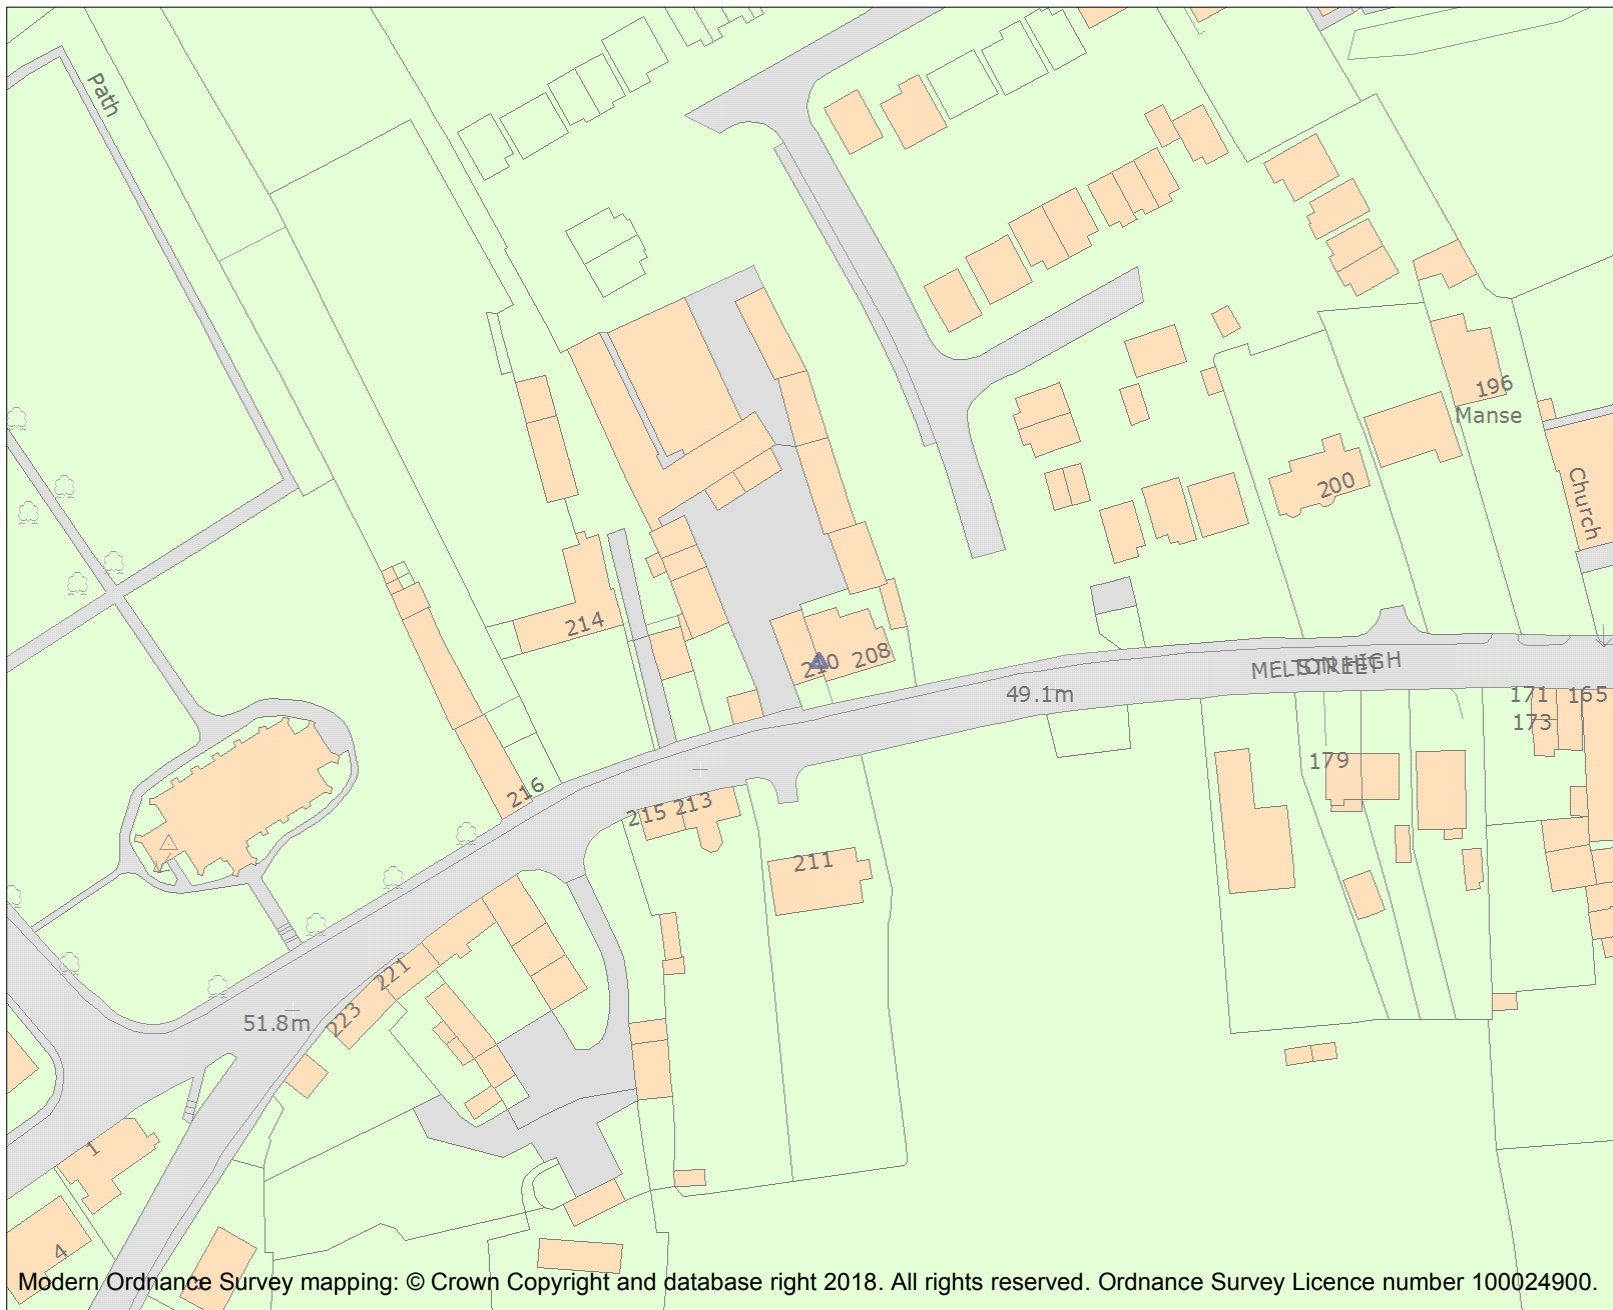 Path
196
Manse
200
Church
214
210
208
MELTON HIGH
STREET
49.1m
171
165
173
179
216
215
213
211
221
223
51.8m
1
4
Modern Ordnance Survey mapping: © Crown Copyright and database right 2018. All rights reserved. Ordnance Survey Licence number 100024900.